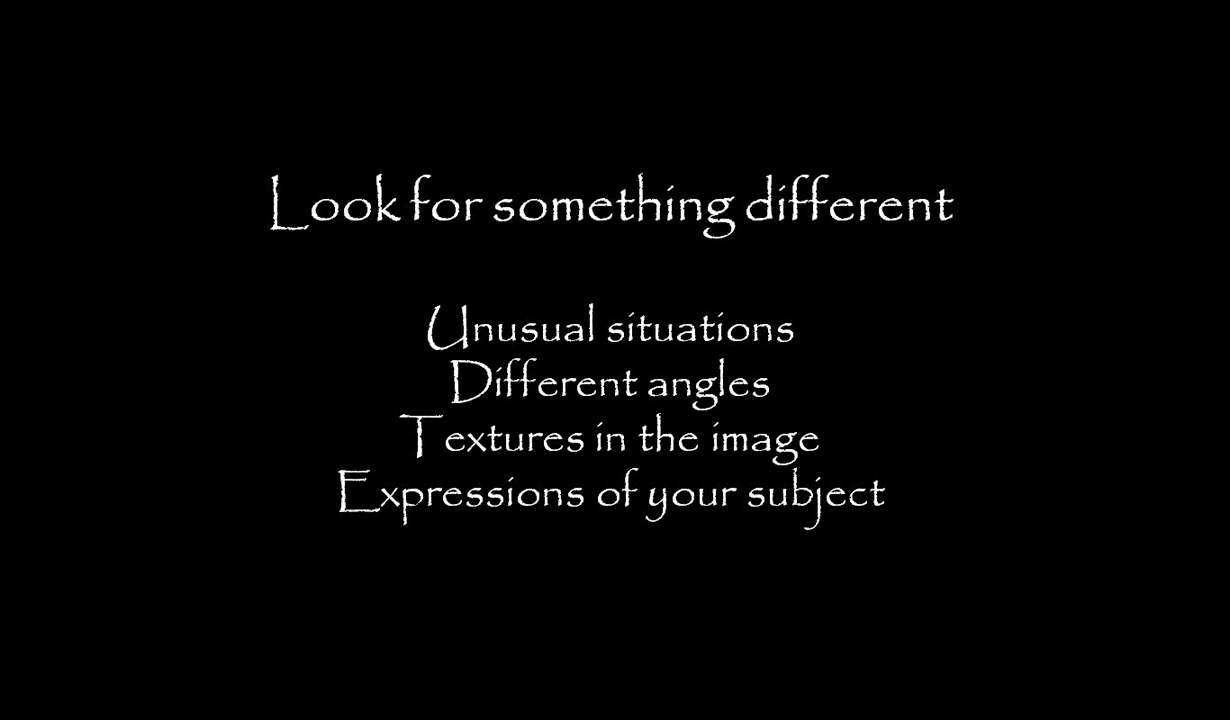 Look for something different
Unusual situations
Different angles
Textures in the image
Expressions of your subject